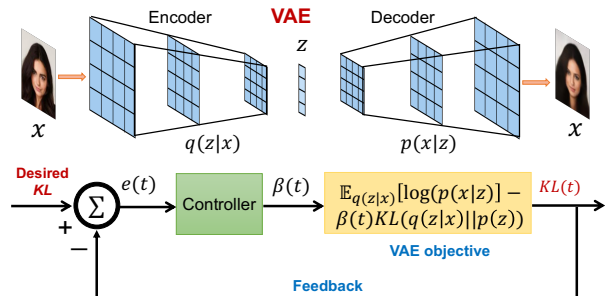 Encoder
VAE
Decoder
z
x
q(z|x)
p(x|z)
x
Desired
KL
e(t)
β(t)
KL(t)
Σ
Controller
𝔼q(z|x)[log(p(x|z)] −
β(t)KL(q(z|x)||p(z))
+
−
VAE objective
Feedback